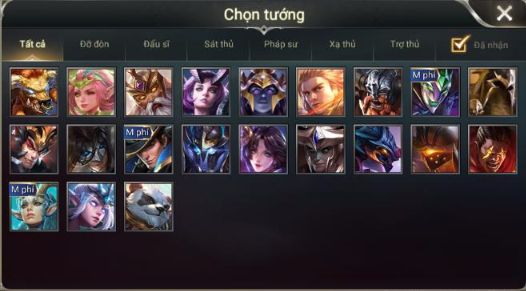 Chọn tướng
Tất cả Đỡ đòn Đấu sĩ Sát thủ Pháp sư Xạ thủ Trợ thủ Đã nhận
M phí
M phí
M phí